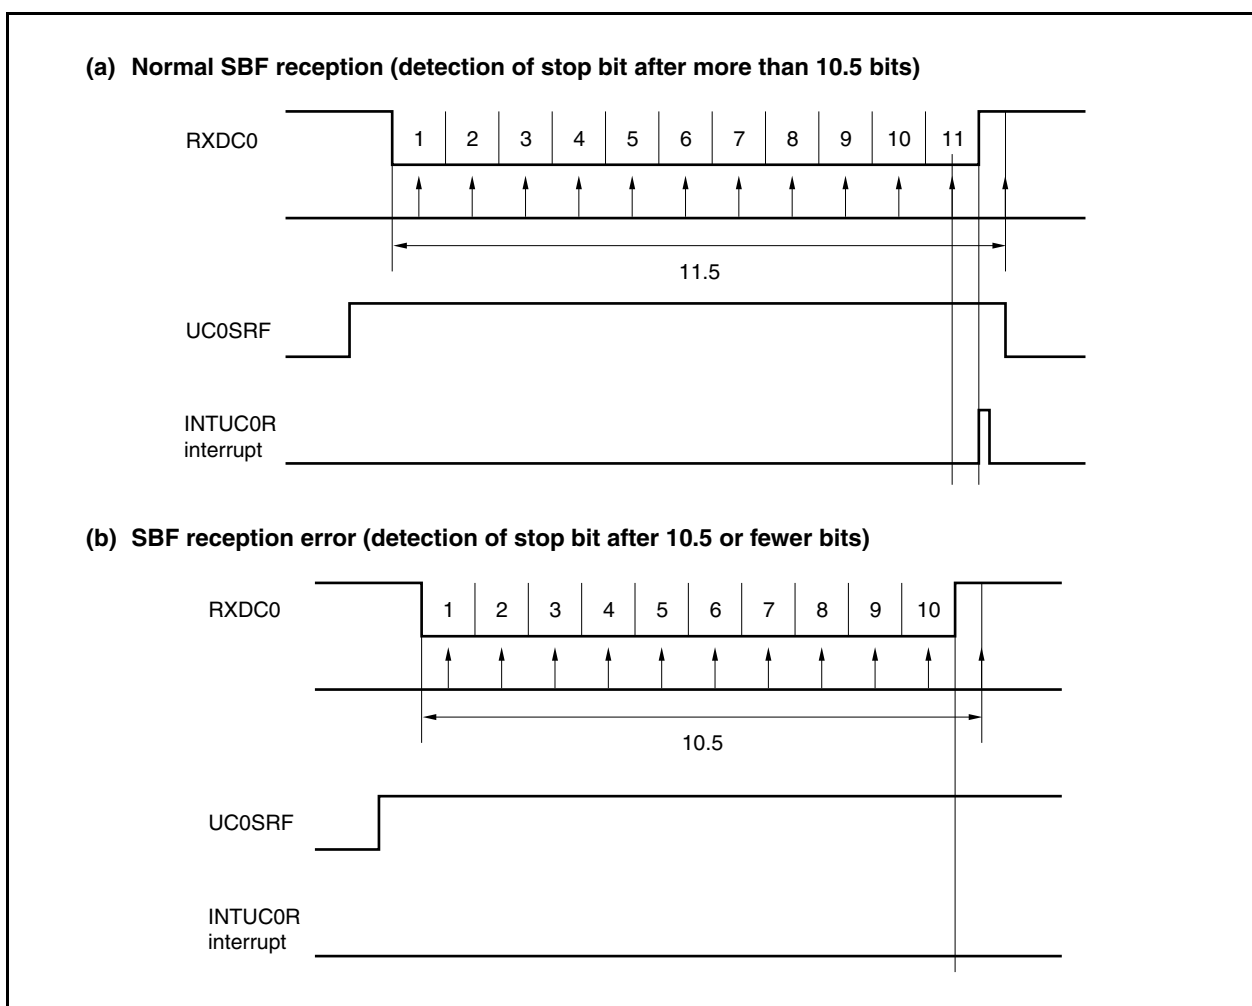 (a) Normal SBF reception (detection of stop bit after more than 10.5 bits)
RXDC0
1 2 3 4 5 6 7 8 9 10 11
11.5
UC0SRF
INTUC0R
interrupt
(b) SBF reception error (detection of stop bit after 10.5 or fewer bits)
RXDC0
1 2 3 4 5 6 7 8 9 10
10.5
UC0SRF
INTUC0R
interrupt